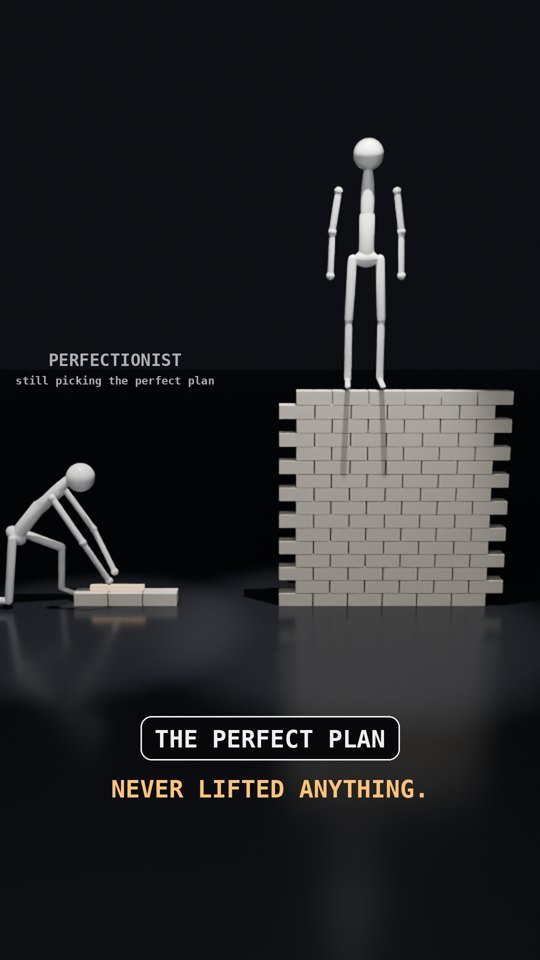 PERFECTIONIST
still picking the perfect plan
THE PERFECT PLAN
NEVER LIFTED ANYTHING.